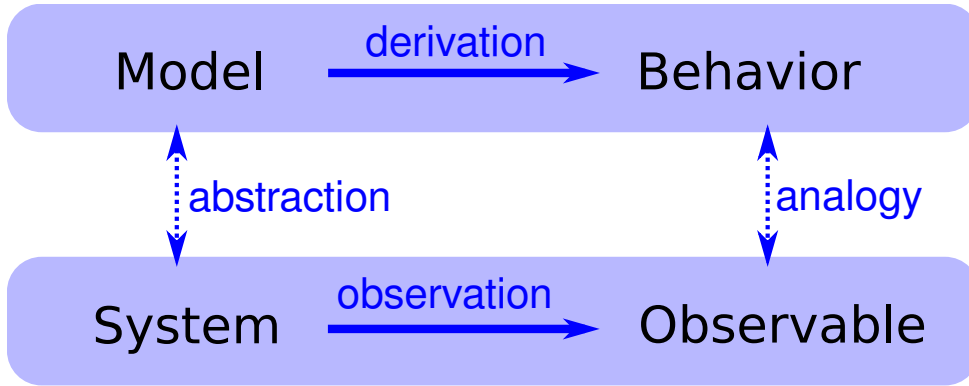 derivation
Model Behavior
abstraction analogy
observation
System Observable